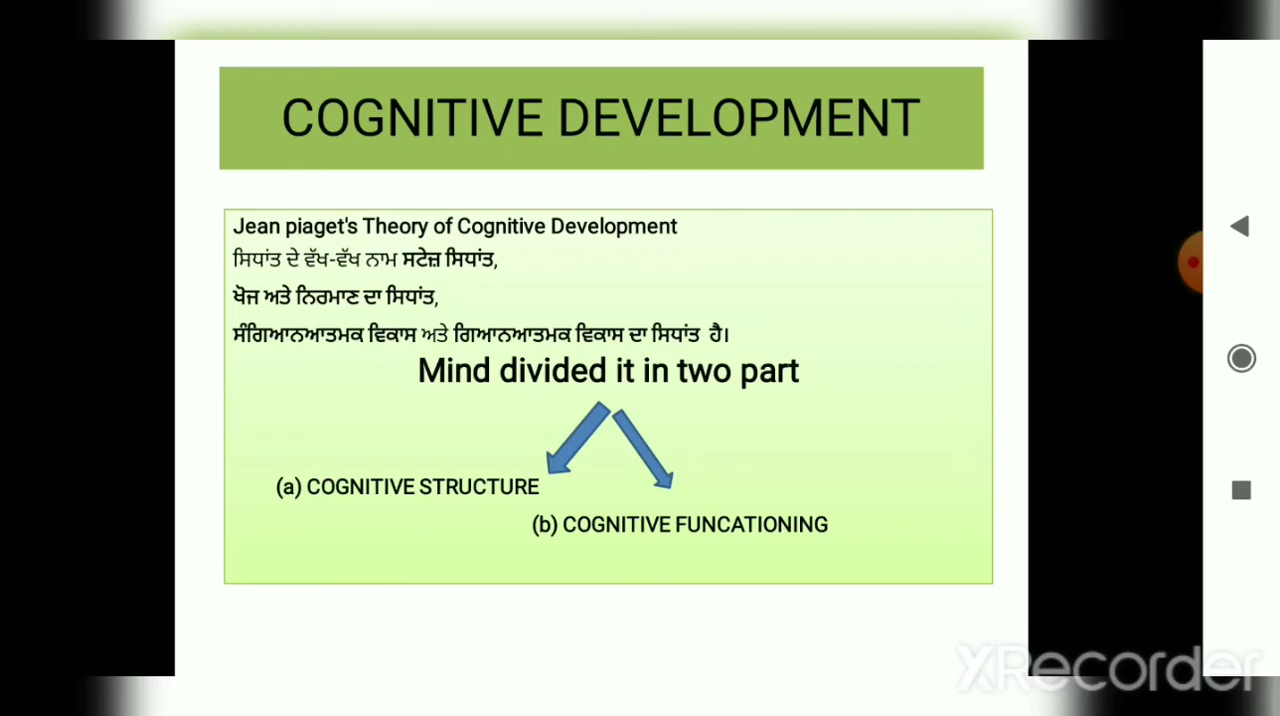 COGNITIVE DEVELOPMENT
Jean piaget's Theory of Cognitive Development
ਸਿਧਾਂਤ ਦੇ ਵੱਖ-ਵੱਖ ਨਾਮ ਸਟੇਜ਼ ਸਿਧਾਂਤ,
ਖੋਜ ਅਤੇ ਨਿਰਮਾਣ ਦਾ ਸਿਧਾਂਤ,
ਸੰਗਿਆਨਆਤਮਕ ਵਿਕਾਸ ਅਤੇ ਗਿਆਨਆਤਮਕ ਵਿਕਾਸ ਦਾ ਸਿਧਾਂਤ ਹੈ।
Mind divided it in two part
(a) COGNITIVE STRUCTURE
(b) COGNITIVE FUNCATIONING
XRecorder